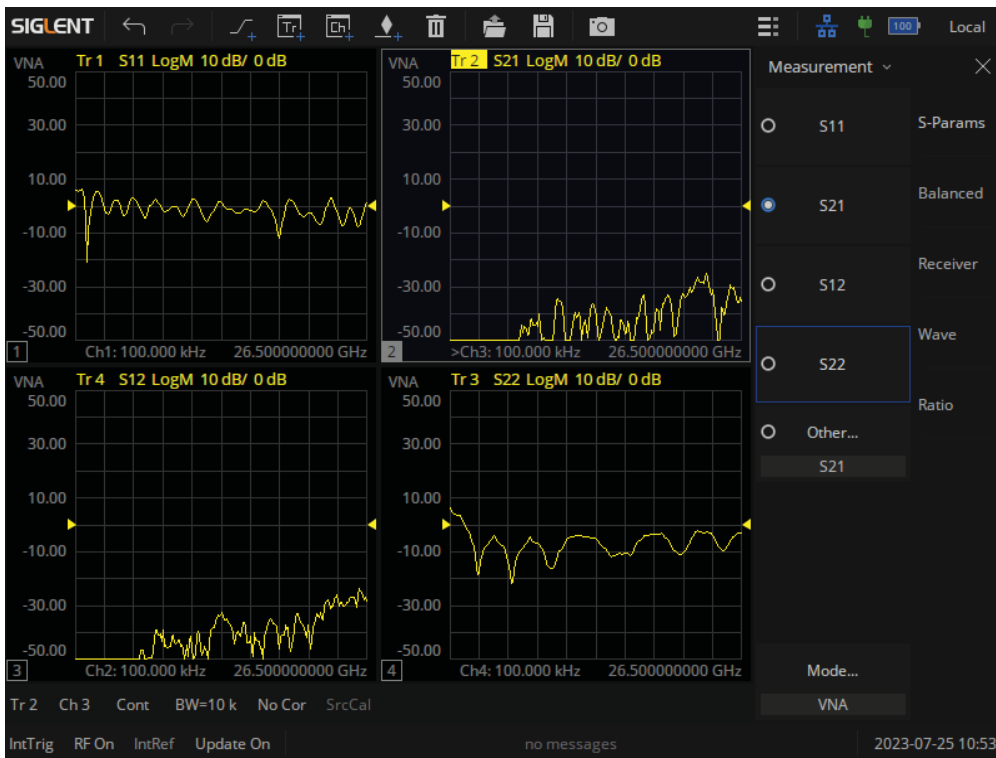 SIGLENT Tr Ch 100 Local
VNA Tr 1 S11 LogM 10 dB/ 0 dB
50.00
30.00
10.00
-10.00
-30.00
-50.00
1 Ch1: 100.000 kHz 26.500000000 GHz
VNA Tr 2 S21 LogM 10 dB/ 0 dB
50.00
30.00
10.00
-10.00
-30.00
-50.00
2 >Ch3: 100.000 kHz 26.500000000 GHz
VNA Tr 4 S12 LogM 10 dB/ 0 dB
50.00
30.00
10.00
-10.00
-30.00
-50.00
3 Ch2: 100.000 kHz 26.500000000 GHz
VNA Tr 3 S22 LogM 10 dB/ 0 dB
50.00
30.00
10.00
-10.00
-30.00
-50.00
4 Ch4: 100.000 kHz 26.500000000 GHz
Measurement
S11
S21
S12
S22
Other...
S21
Mode...
VNA
S-Params
Balanced
Receiver
Wave
Ratio
Tr 2 Ch 3 Cont BW=10 k No Cor SrcCal
IntTrig RF On IntRef Update On no messages 2023-07-25 10:53